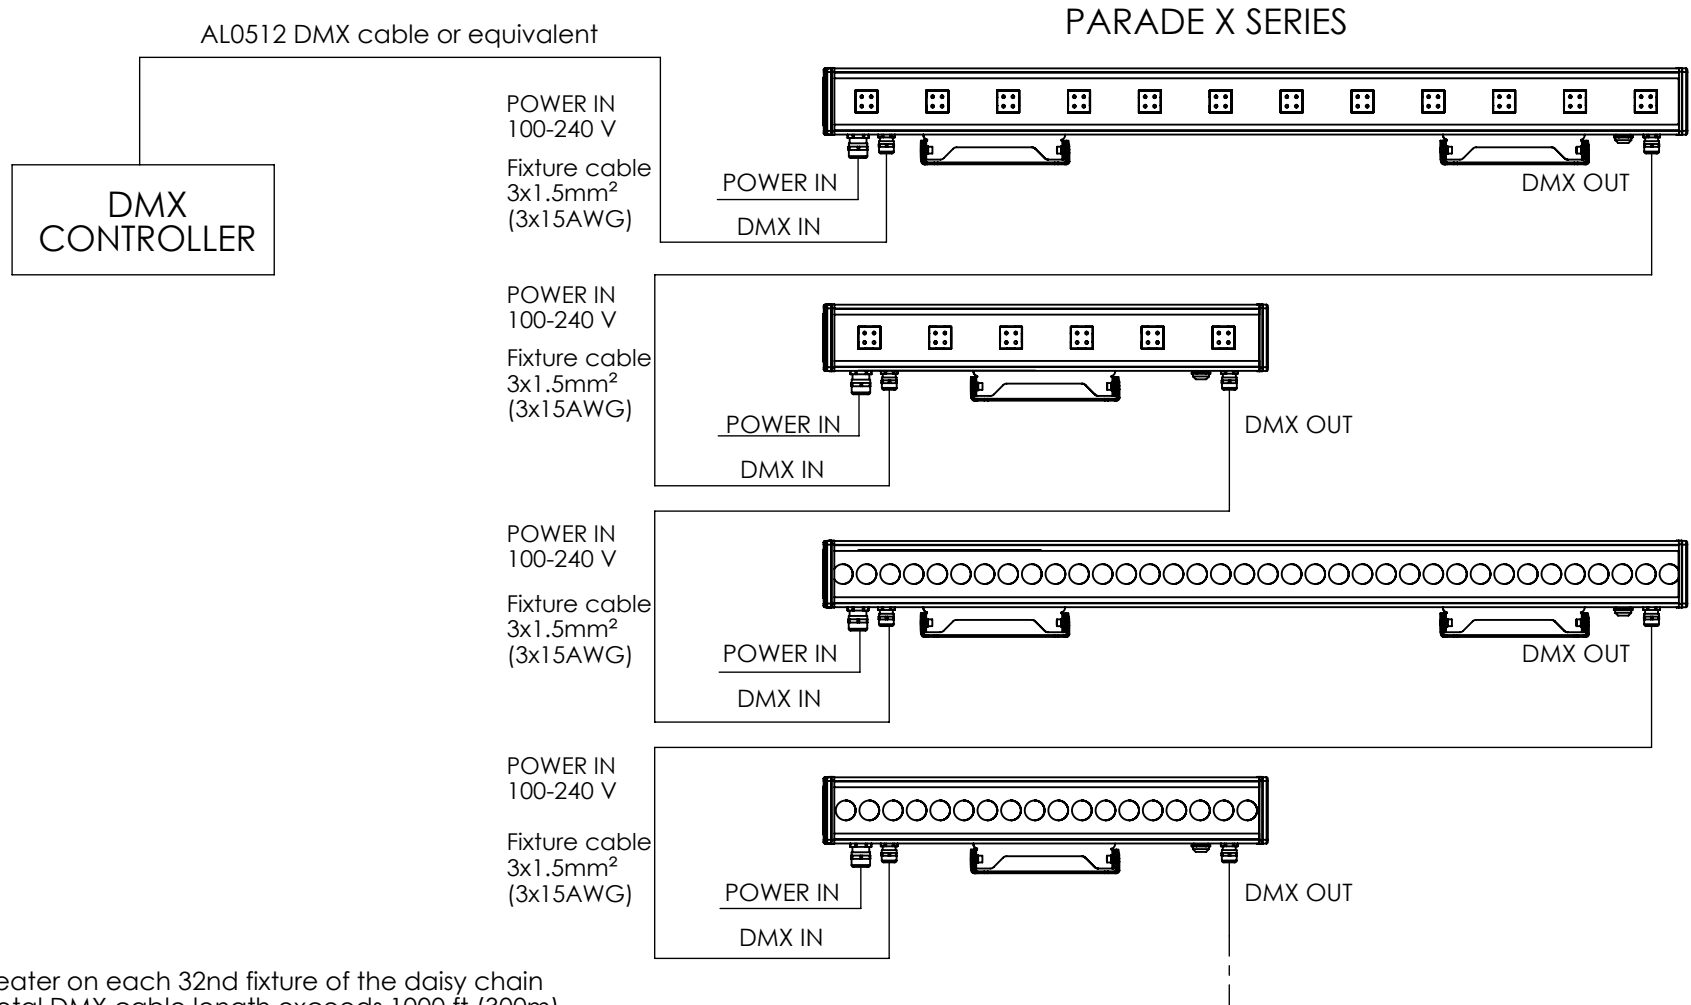 PARADE X SERIES
AL0512 DMX cable or equivalent
DMX
CONTROLLER
POWER IN
100-240 V
Fixture cable
3x1.5mm²
(3x15AWG)
POWER IN
DMX IN
DMX OUT
POWER IN
100-240 V
Fixture cable
3x1.5mm²
(3x15AWG)
POWER IN
DMX IN
DMX OUT
POWER IN
100-240 V
Fixture cable
3x1.5mm²
(3x15AWG)
POWER IN
DMX IN
DMX OUT
POWER IN
100-240 V
Fixture cable
3x1.5mm²
(3x15AWG)
POWER IN
DMX IN
DMX OUT
on each 32nd fixture of the daisy chain
DMX cable length exceeds 1000 ft (300m)